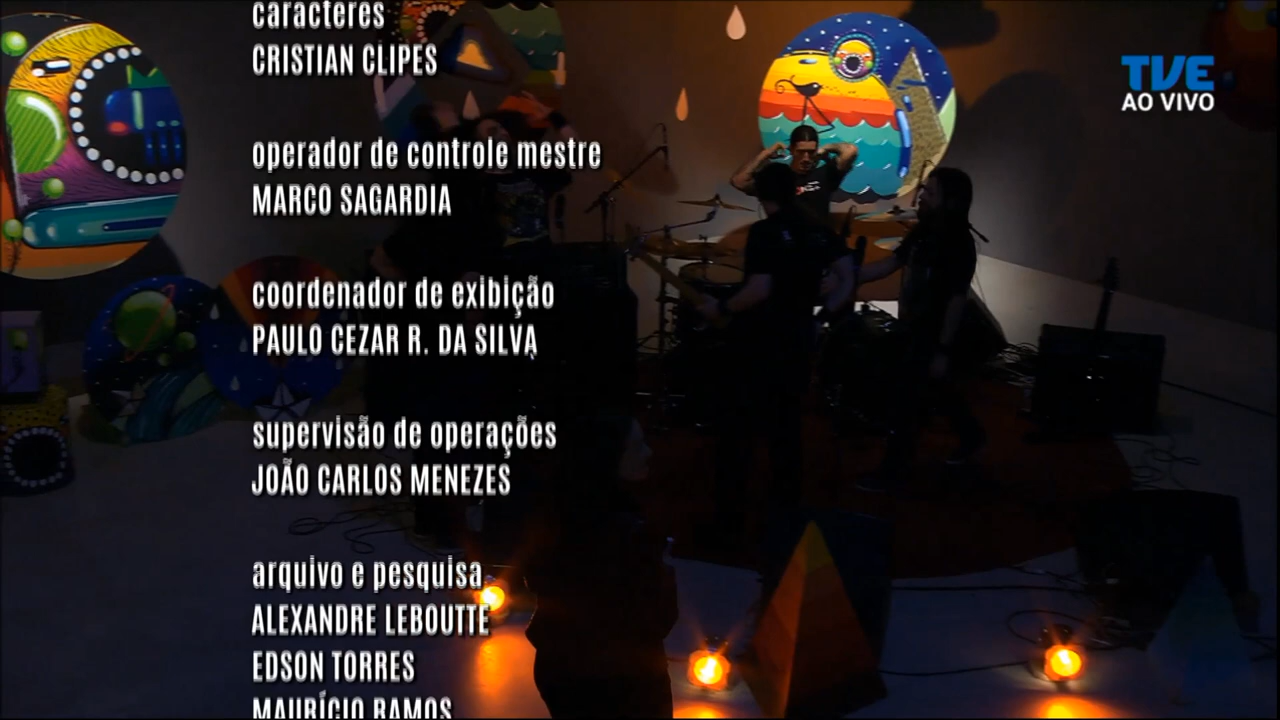 caracteres
CRISTIAN CLIPES
operador de controle mestre
MARCO SAGARDIA
coordenador de exibição
PAULO CEZAR R. DA SILVA
supervisão de operações
JOÃO CARLOS MENEZES
arquivo e pesquisa
ALEXANDRE LEBOUTTE
EDSON TORRES
MAURÍCIO RAMOS
TVE
AO VIVO